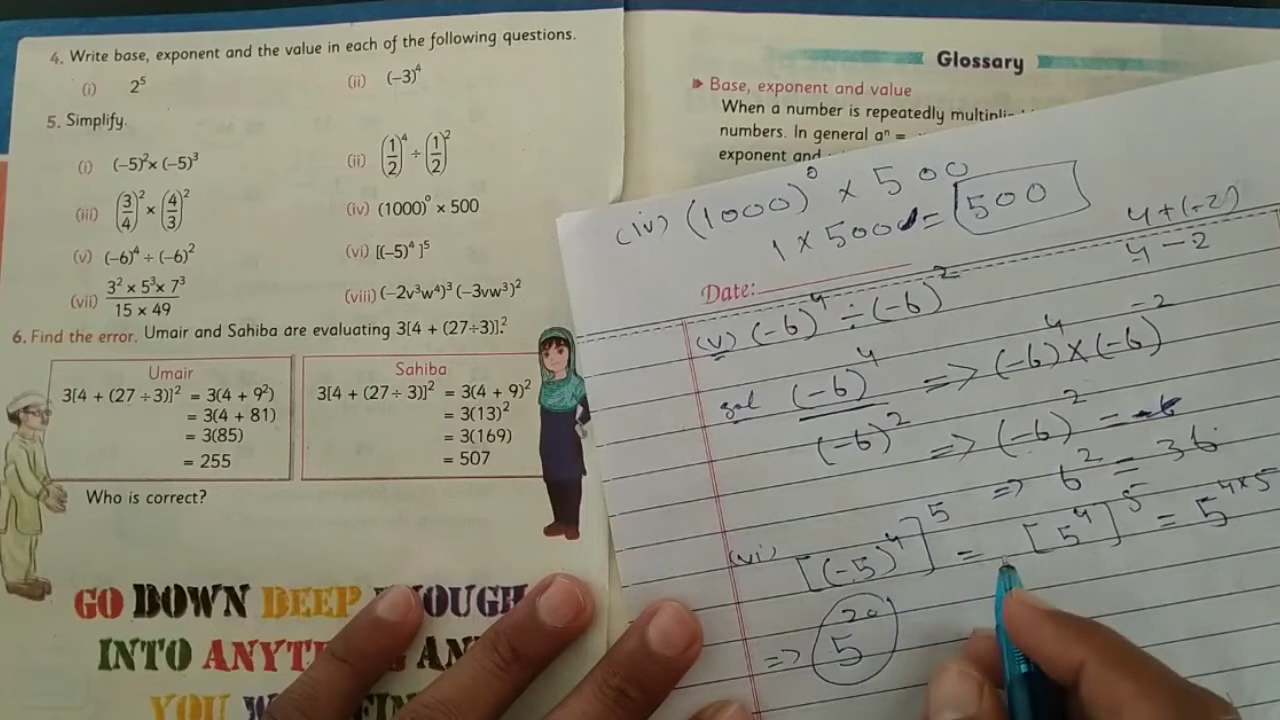 4. Write base, exponent and the value in each of the following questions.
(i) 2⁵ (ii) (−3)⁴
5. Simplify.
(i) (−5)²×(−5)³ (ii) (1/2)⁴ ÷ (1/2)²
(iii) (3/4)² × (4/3)² (iv) (1000)⁰ × 500
(v) (−6)⁴ ÷ (−6)² (vi) [(−5)⁴ ]⁵
(vii) 3² × 5³ × 7³ / 15 × 49 (viii) (−2v³w⁴)³ (−3vw³)²
6. Find the error. Umair and Sahiba are evaluating 3[4 + (27÷3)].²
Umair
3[4 + (27 ÷3)]² = 3(4 + 9²)
= 3(4 + 81)
= 3(85)
= 255
Sahiba
3[4 + (27 ÷ 3)]² = 3(4 + 9)²
= 3(13)²
= 3(169)
= 507
Who is correct?
GO DOWN DEEP ENOUGH
INTO
YOU
Glossary
Base, exponent and value
When a number is repeatedly
numbers. In general aⁿ =
exponent and
(iv) (1000)⁰ × 500
1 × 500 = 500
4+(-2)
4-2
Date:
(v) (-6)⁴ ÷ (-6)²
sol (-6)⁴ / (-6)² => (-6)⁴ × (-6)⁻²
=> (-6)² =
=> 6² = 36
(vi) [(-5)⁴]⁵ = [5⁴]⁵ = 5⁴ˣ⁵
=> 5²⁰